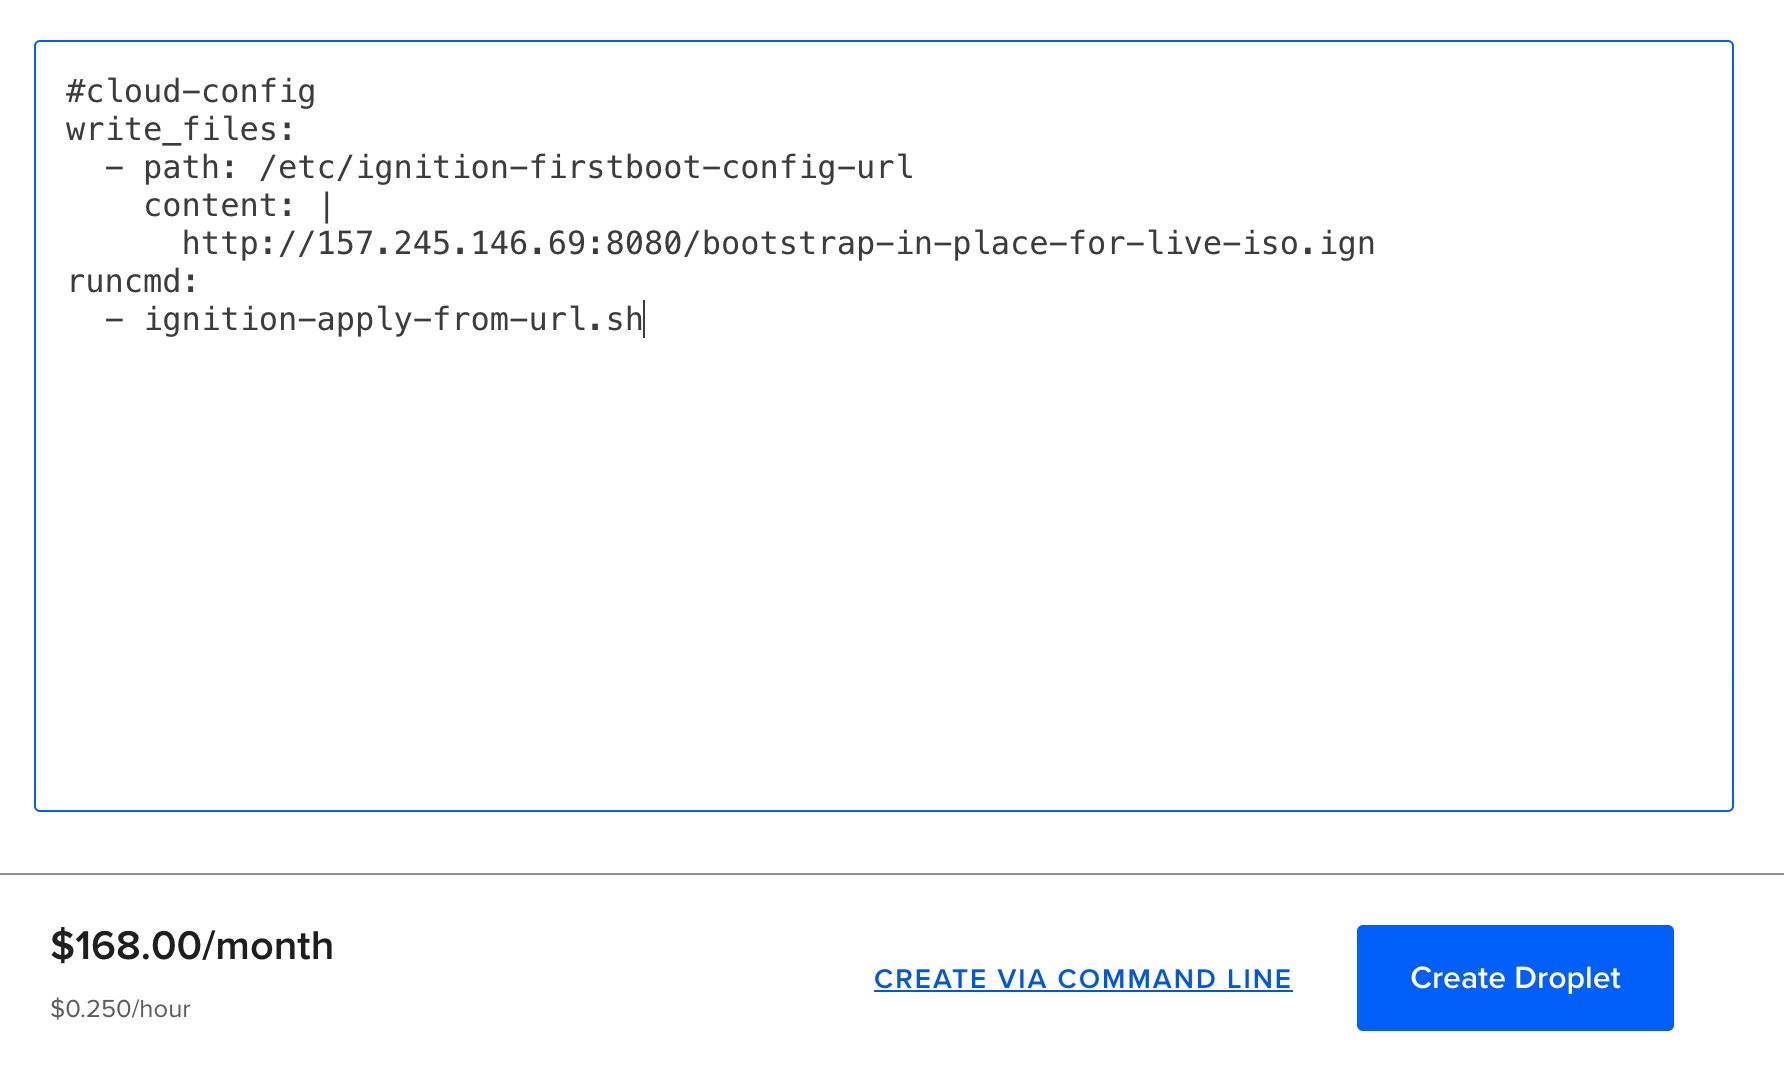 #cloud-config
write_files:
  - path: /etc/ignition-firstboot-config-url
    content: |
      http://157.245.146.69:8080/bootstrap-in-place-for-live-iso.ign
runcmd:
  - ignition-apply-from-url.sh
$168.00/month
$0.250/hour
CREATE VIA COMMAND LINE
Create Droplet